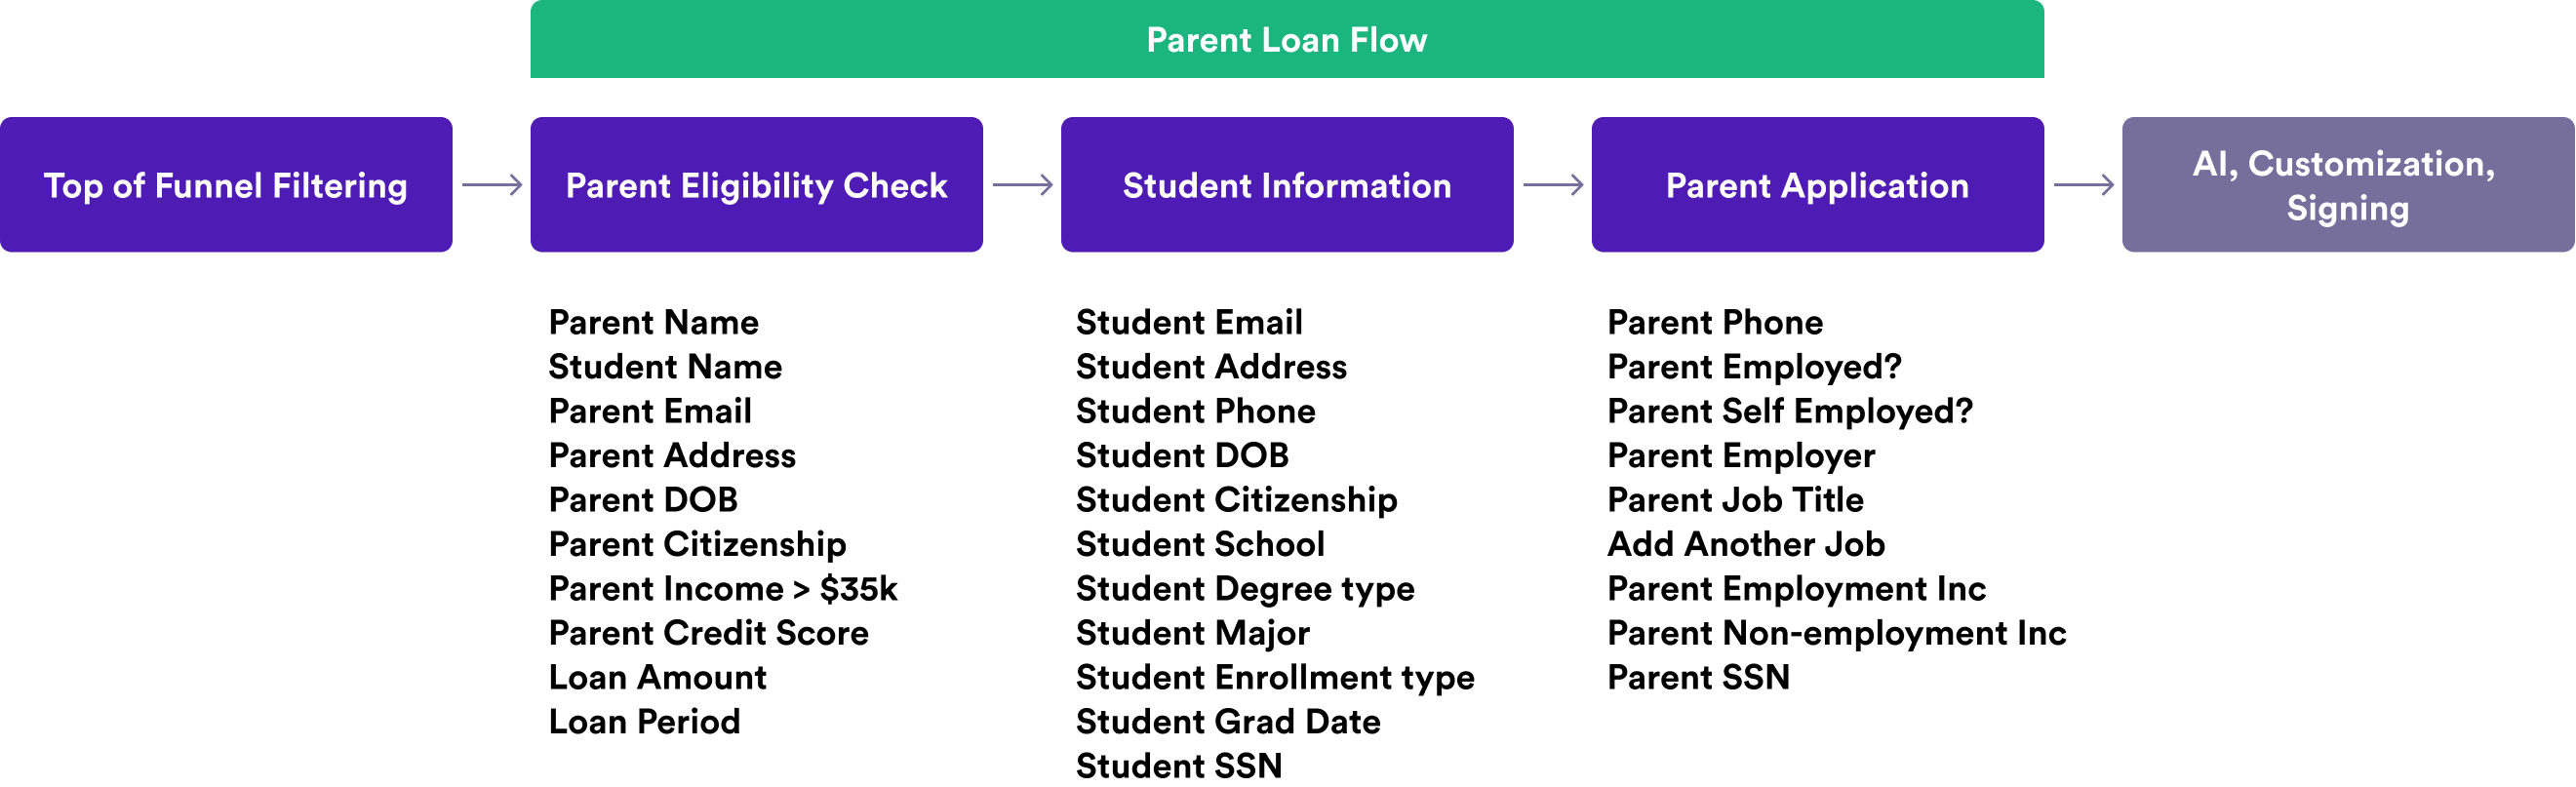 Parent Loan Flow
Top of Funnel Filtering
Parent Eligibility Check
Student Information
Parent Application
AI, Customization,
Signing
Parent Name
Student Name
Parent Email
Parent Address
Parent DOB
Parent Citizenship
Parent Income > $35k
Parent Credit Score
Loan Amount
Loan Period
Student Email
Student Address
Student Phone
Student DOB
Student Citizenship
Student School
Student Degree type
Student Major
Student Enrollment type
Student Grad Date
Student SSN
Parent Phone
Parent Employed?
Parent Self Employed?
Parent Employer
Parent Job Title
Add Another Job
Parent Employment Inc
Parent Non-employment Inc
Parent SSN